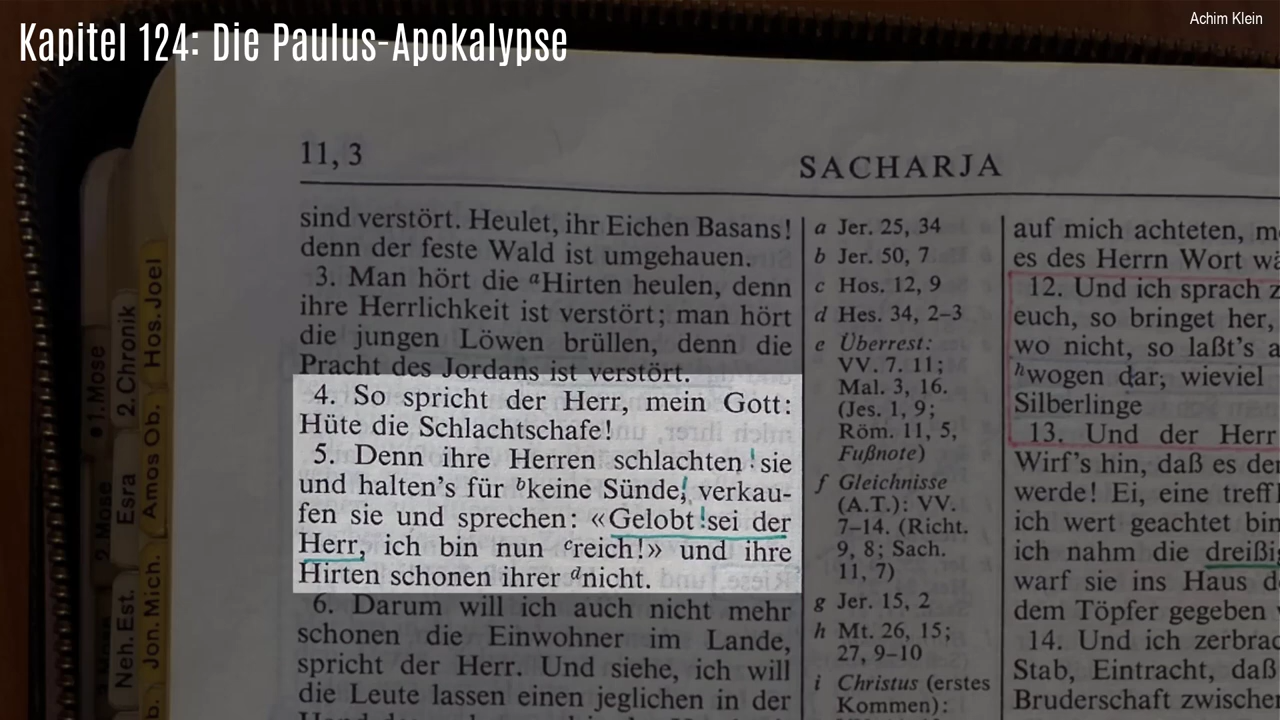 Kapitel 124: Die Paulus-Apokalypse
Achim Klein
11, 3
SACHARJA
sind verstört. Heulet, ihr Eichen Basans!
denn der feste Wald ist umgehauen.
3. Man hört die aHirten heulen, denn
ihre Herrlichkeit ist verstört; man hört
die jungen Löwen brüllen, denn die
Pracht des Jordans ist verstört.
4. So spricht der Herr, mein Gott:
Hüte die Schlachtschafe!
5. Denn ihre Herren schlachten sie
und halten's für bkeine Sünde, verkau-
fen sie und sprechen: «Gelobt sei der
Herr, ich bin nun creich!» und ihre
Hirten schonen ihrer dnicht.
6. Darum will ich auch nicht mehr
schonen die Einwohner im Lande,
spricht der Herr. Und siehe, ich will
die Leute lassen einen jeglichen in der
a Jer. 25, 34
b Jer. 50, 7
c Hos. 12, 9
d Hes. 34, 2-3
e Überrest:
VV. 7. 11;
Mal. 3, 16.
(Jes. 1, 9;
Röm. 11, 5,
Fußnote)
f Gleichnisse
(A.T.): VV.
7-14. (Richt.
9, 8; Sach.
11, 7)
g Jer. 15, 2
h Mt. 26, 15;
27, 9-10
i Christus (erstes
Kommen):
auf mich achteten, m
es des Herrn Wort wä
12. Und ich sprach z
euch, so bringet her,
wo nicht, so laßt's a
hwogen dar; wieviel
Silberlinge
13. Und der Herr
Wirf's hin, daß es der
werde! Ei, eine treffl
ich wert geachtet bin
ich nahm die dreißig
warf sie ins Haus d
dem Töpfer gegeben
14. Und ich zerbrac
Stab, Eintracht, daß
Bruderschaft zwischen
1. Mose
2. Chronik
Hos. Joel
2. Mose
Esra
Amos Ob.
Neh. Est.
Jon. Mich.